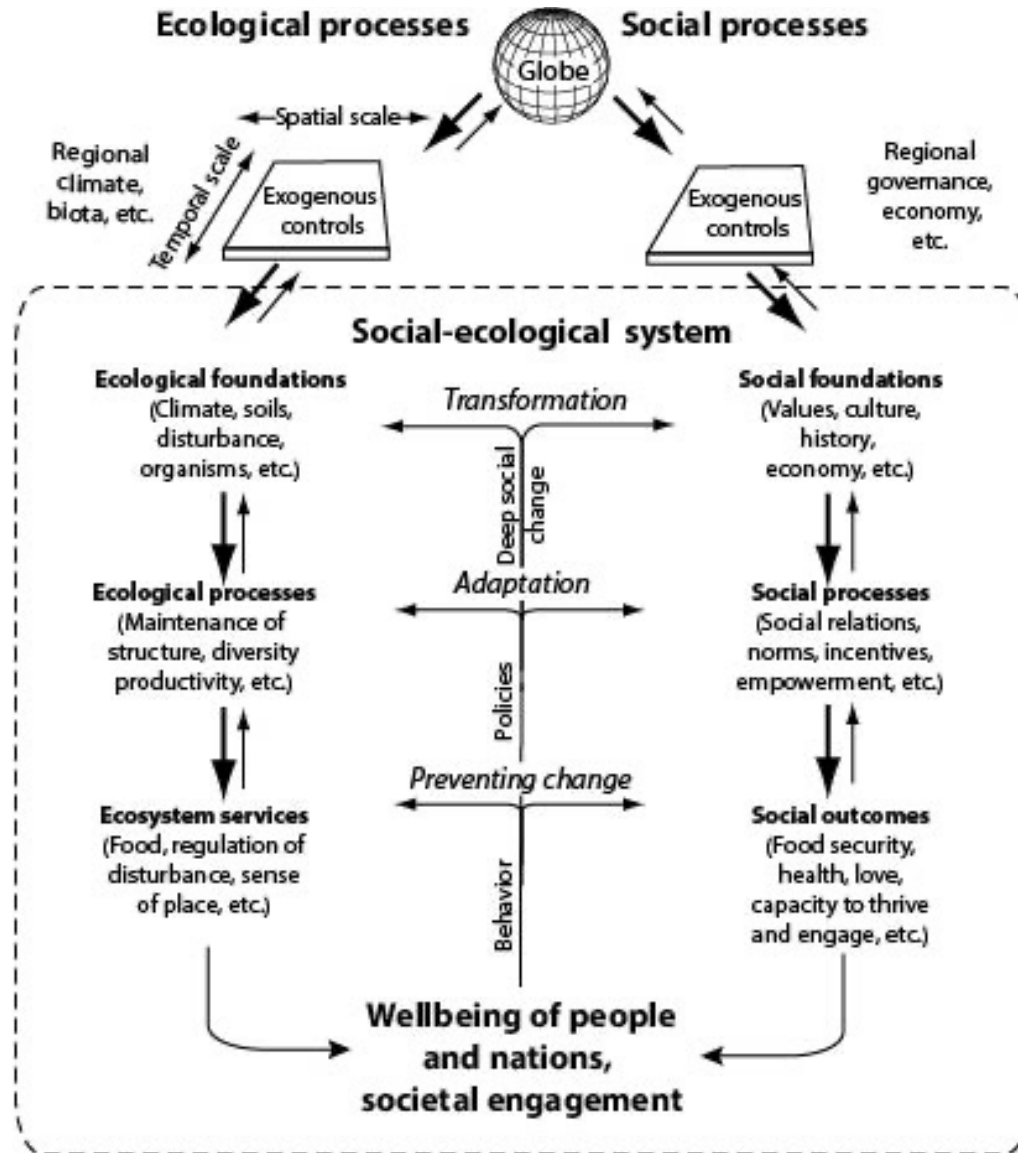 Ecological processes
Social processes
Globe
Spatial scale
Temporal scale
Regional
climate,
biota, etc.
Exogenous
controls
Exogenous
controls
Regional
governance,
economy,
etc.
Social-ecological system
Ecological foundations
(Climate, soils,
disturbance,
organisms, etc.)
Transformation
Deep social
change
Social foundations
(Values, culture,
history,
economy, etc.)
Ecological processes
(Maintenance of
structure, diversity
productivity, etc.)
Adaptation
Policies
Social processes
(Social relations,
norms, incentives,
empowerment, etc.)
Ecosystem services
(Food, regulation of
disturbance, sense
of place, etc.)
Preventing change
Behavior
Social outcomes
(Food security,
health, love,
capacity to thrive
and engage, etc.)
Wellbeing of people
and nations,
societal engagement